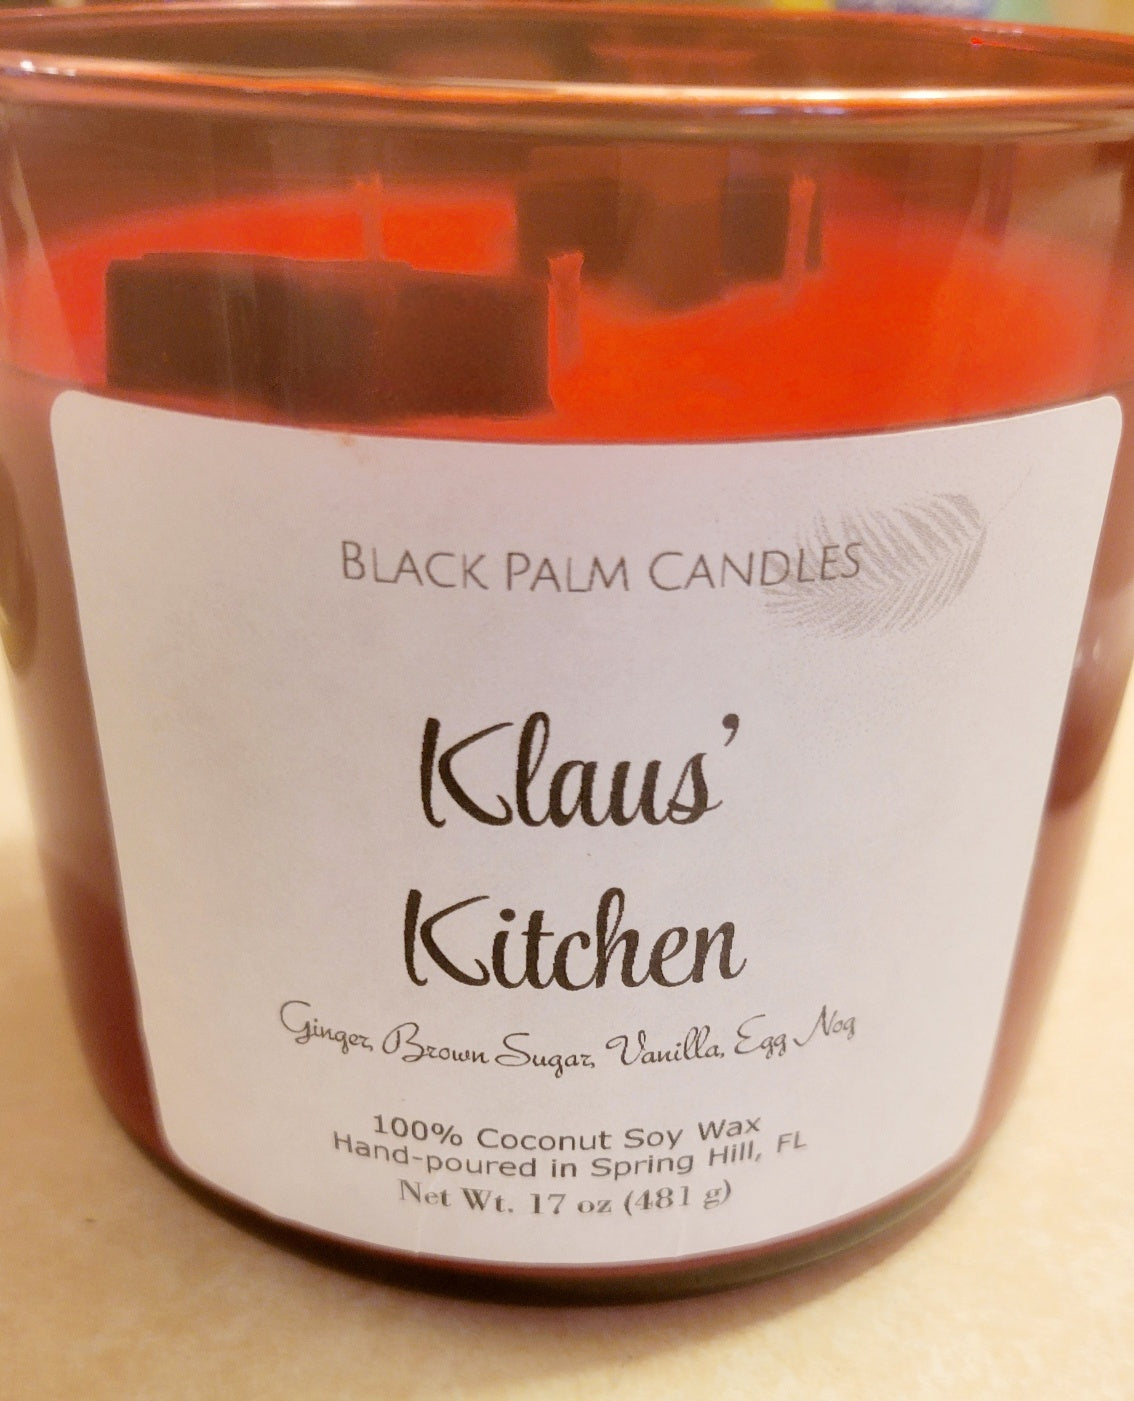 BLACK PALM CANDLES
Klaus'
Kitchen
Ginger, Brown Sugar, Vanilla, Egg Nog
100% Coconut Soy Wax
Hand-poured in Spring Hill, FL
Net Wt. 17 oz (481 g)